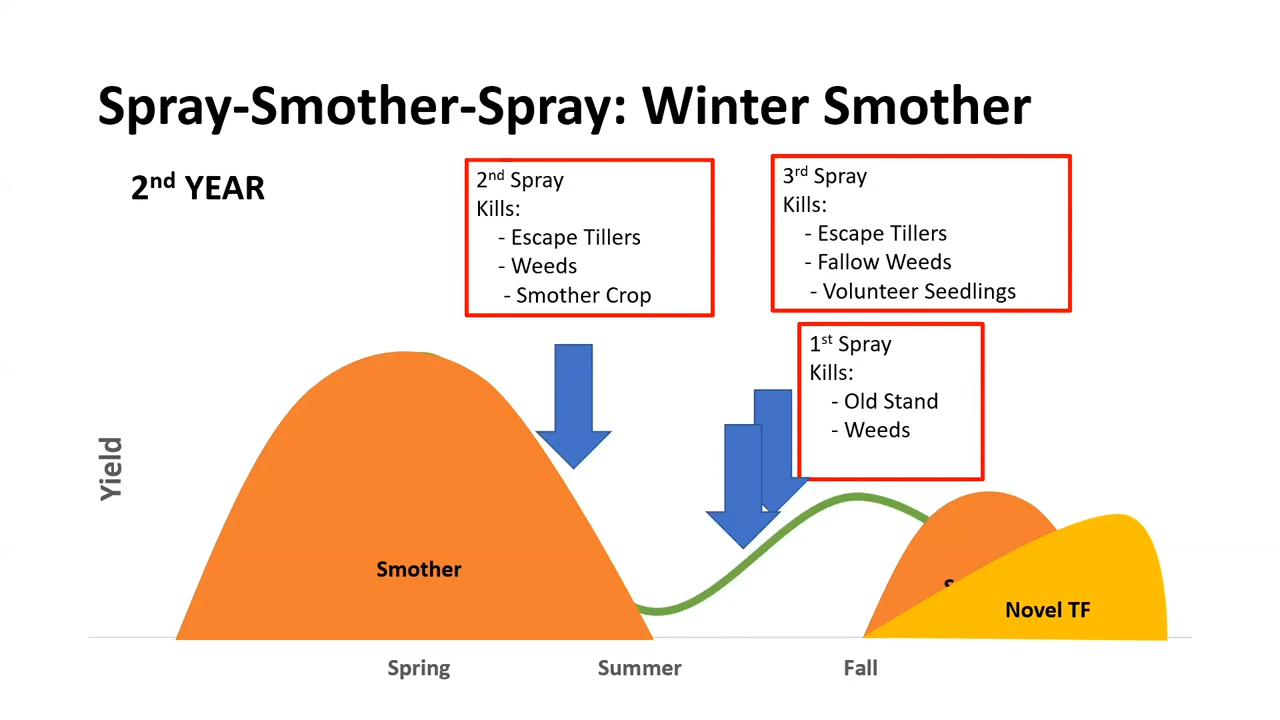 Spray-Smother-Spray: Winter Smother
2nd YEAR
2nd Spray
Kills:
- Escape Tillers
- Weeds
- Smother Crop
3rd Spray
Kills:
- Escape Tillers
- Fallow Weeds
- Volunteer Seedlings
1st Spray
Kills:
- Old Stand
- Weeds
Yield
Smother
Novel TF
Spring
Summer
Fall